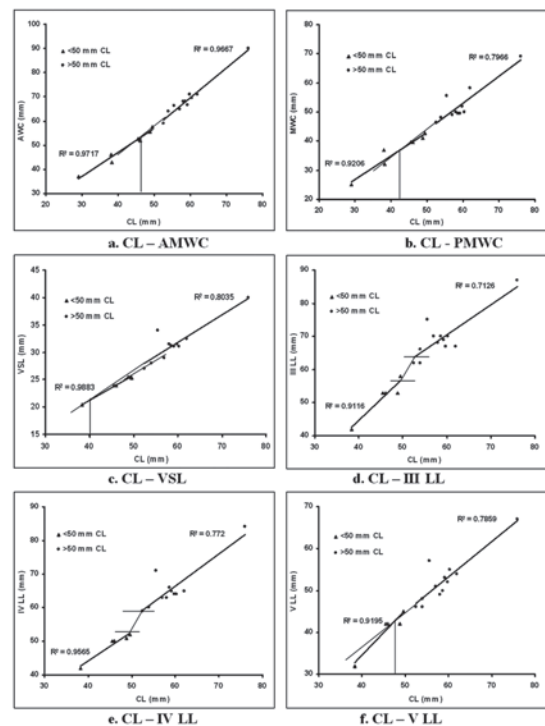 100
90
80
70
60
50
40
30
20 30 40 50 60 70 80
AWC (mm)
CL (mm)
▲ <50 mm CL
• >50 mm CL
R² = 0.9667
R² = 0.9717
a. CL – AMWC
80
70
60
50
40
30
20
20 30 40 50 60 70 80
MWC (mm)
CL (mm)
▲ <50 mm CL
• >50 mm CL
R² = 0.7966
R² = 0.9206
b. CL - PMWC
45
40
35
30
25
20
15
30 40 50 60 70 80
VSL (mm)
CL (mm)
▲ <50 mm CL
• >50 mm CL
R² = 0.8035
R² = 0.9883
c. CL – VSL
90
80
70
60
50
40
30 40 50 60 70 80
III LL (mm)
CL (mm)
▲ <50 mm CL
• >50 mm CL
R² = 0.7126
R² = 0.9116
d. CL – III LL
90
80
70
60
50
40
30 40 50 60 70 80
IV LL (mm)
CL (mm)
▲ <50 mm CL
• >50 mm CL
R² = 0.772
R² = 0.9565
e. CL – IV LL
70
60
50
40
30
30 40 50 60 70 80
V LL (mm)
CL (mm)
▲ <50 mm CL
• >50 mm CL
R² = 0.7859
R² = 0.9195
f. CL – V LL